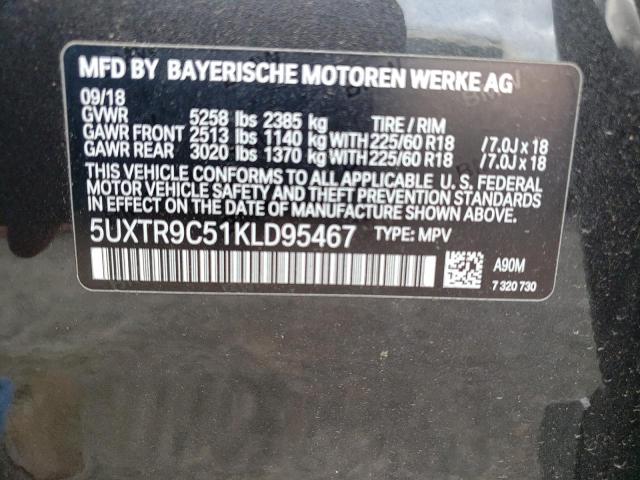 MFD BY BAYERISCHE MOTOREN WERKE AG
09/18
GVWR 5258 lbs 2385 kg TIRE / RIM
GAWR FRONT 2513 lbs 1140 kg WITH 225/60 R18 / 7.0J x 18
GAWR REAR 3020 lbs 1370 kg WITH 225/60 R18 / 7.0J x 18
THIS VEHICLE CONFORMS TO ALL APPLICABLE U. S. FEDERAL
MOTOR VEHICLE SAFETY AND THEFT PREVENTION STANDARDS
IN EFFECT ON THE DATE OF MANUFACTURE SHOWN ABOVE.
5UXTR9C51KLD95467 TYPE: MPV
A90M
7 320 730